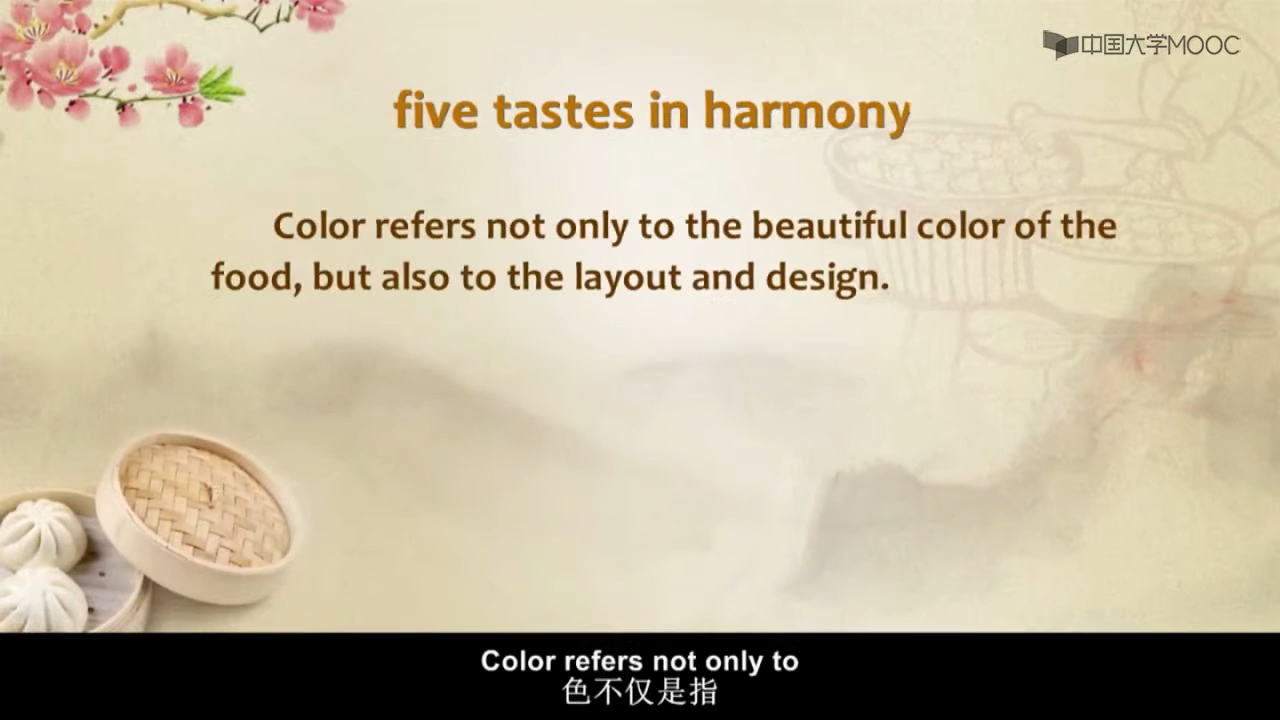 中国大学MOOC
five tastes in harmony
Color refers not only to the beautiful color of the
food, but also to the layout and design.
Color refers not only to
色不仅是指